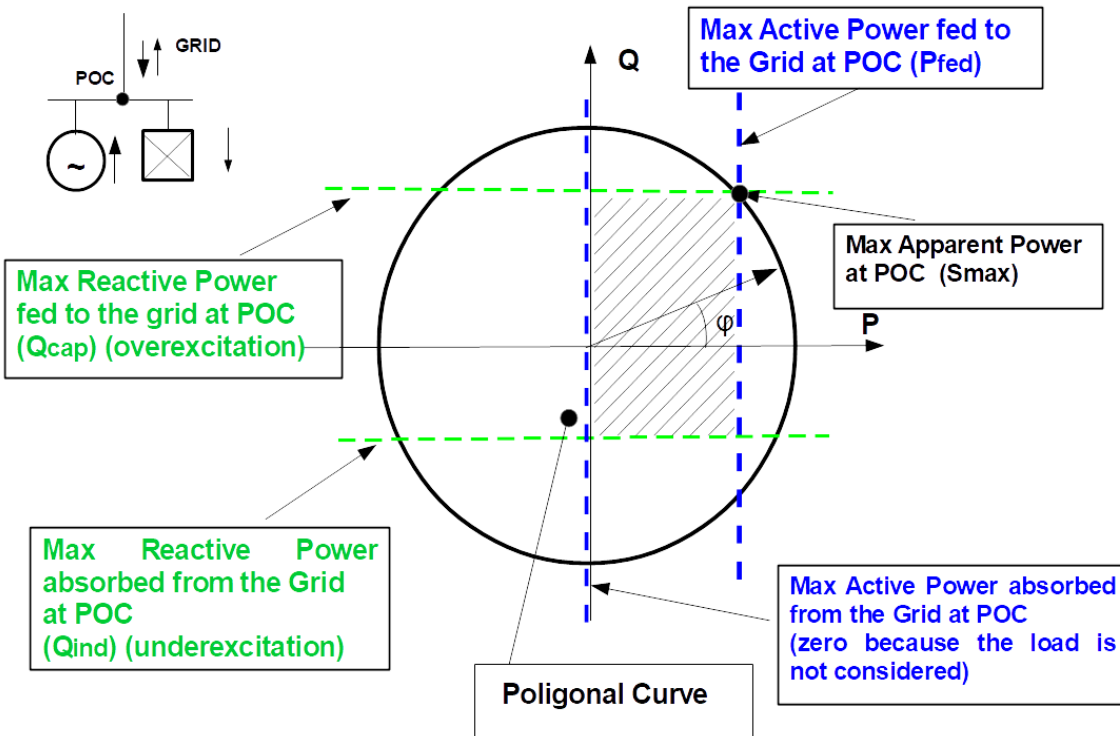 GRID
POC
~
Q
Max Active Power fed to
the Grid at POC (Pfed)
Max Apparent Power
at POC (Smax)
P
φ
Max Reactive Power
fed to the grid at POC
(Qcap) (overexcitation)
Max Reactive Power
absorbed from the Grid
at POC
(Qind) (underexcitation)
Max Active Power absorbed
from the Grid at POC
(zero because the load is
not considered)
Poligonal Curve